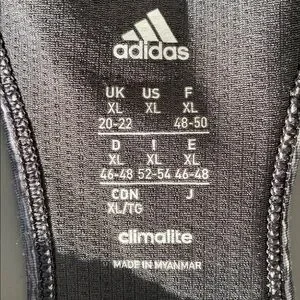 adidas
UK US F
XL XL XL
20-22 48-50
D I E
XL XL XL
46-48 52-54 46-48
CDN J
XL/TG
climalite
MADE IN MYANMAR